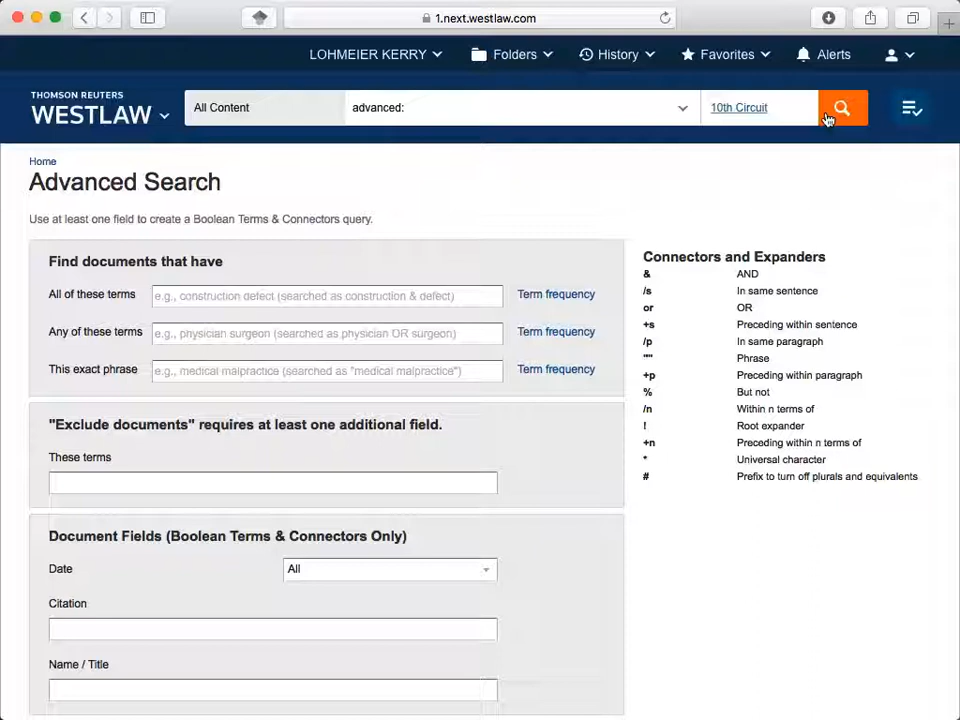 1.next.westlaw.com
LOHMEIER KERRY Folders History Favorites Alerts
THOMSON REUTERS
WESTLAW
All Content advanced: 10th Circuit
Home
Advanced Search
Use at least one field to create a Boolean Terms & Connectors query.
Find documents that have
All of these terms e.g., construction defect (searched as construction & defect) Term frequency
Any of these terms e.g., physician surgeon (searched as physician OR surgeon) Term frequency
This exact phrase e.g., medical malpractice (searched as "medical malpractice") Term frequency
"Exclude documents" requires at least one additional field.
These terms
Document Fields (Boolean Terms & Connectors Only)
Date All
Citation
Name / Title
Connectors and Expanders
& AND
/s In same sentence
or OR
+s Preceding within sentence
/p In same paragraph
"" Phrase
+p Preceding within paragraph
% But not
/n Within n terms of
! Root expander
+n Preceding within n terms of
* Universal character
# Prefix to turn off plurals and equivalents